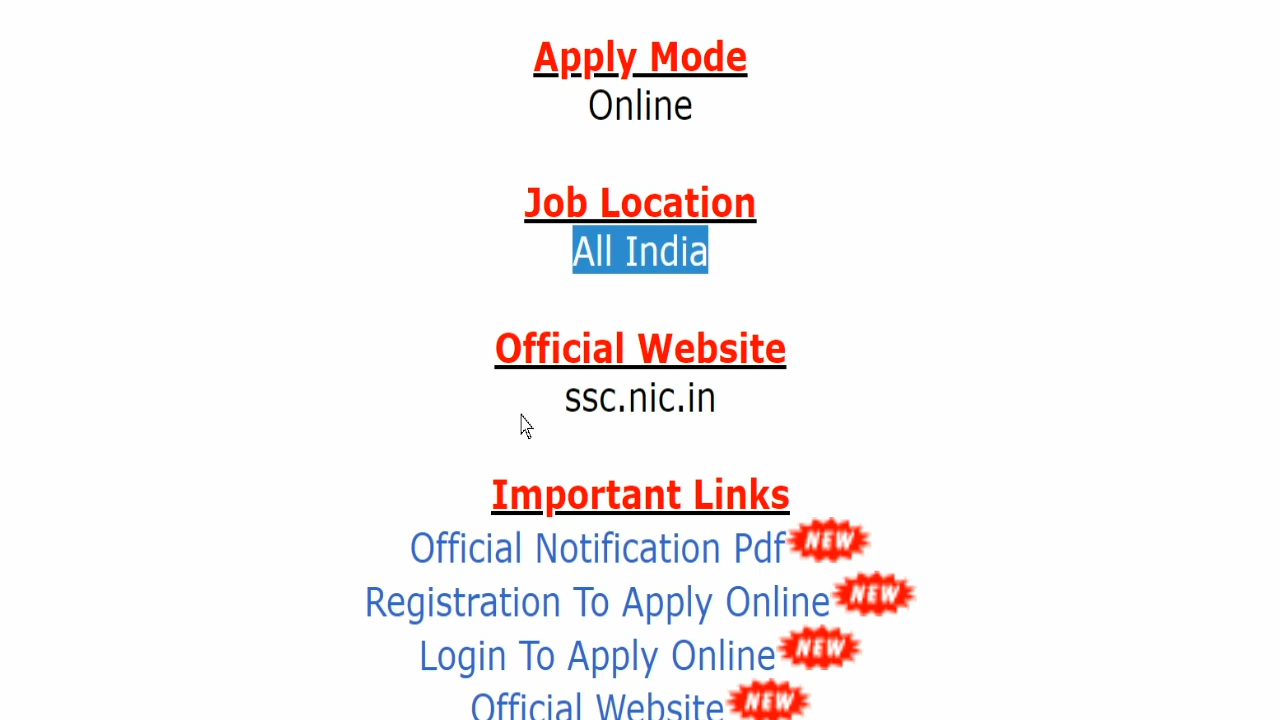 Apply Mode
Online
Job Location
All India
Official Website
ssc.nic.in
Important Links
Official Notification Pdf NEW
Registration To Apply Online NEW
Login To Apply Online NEW
Official Website NEW